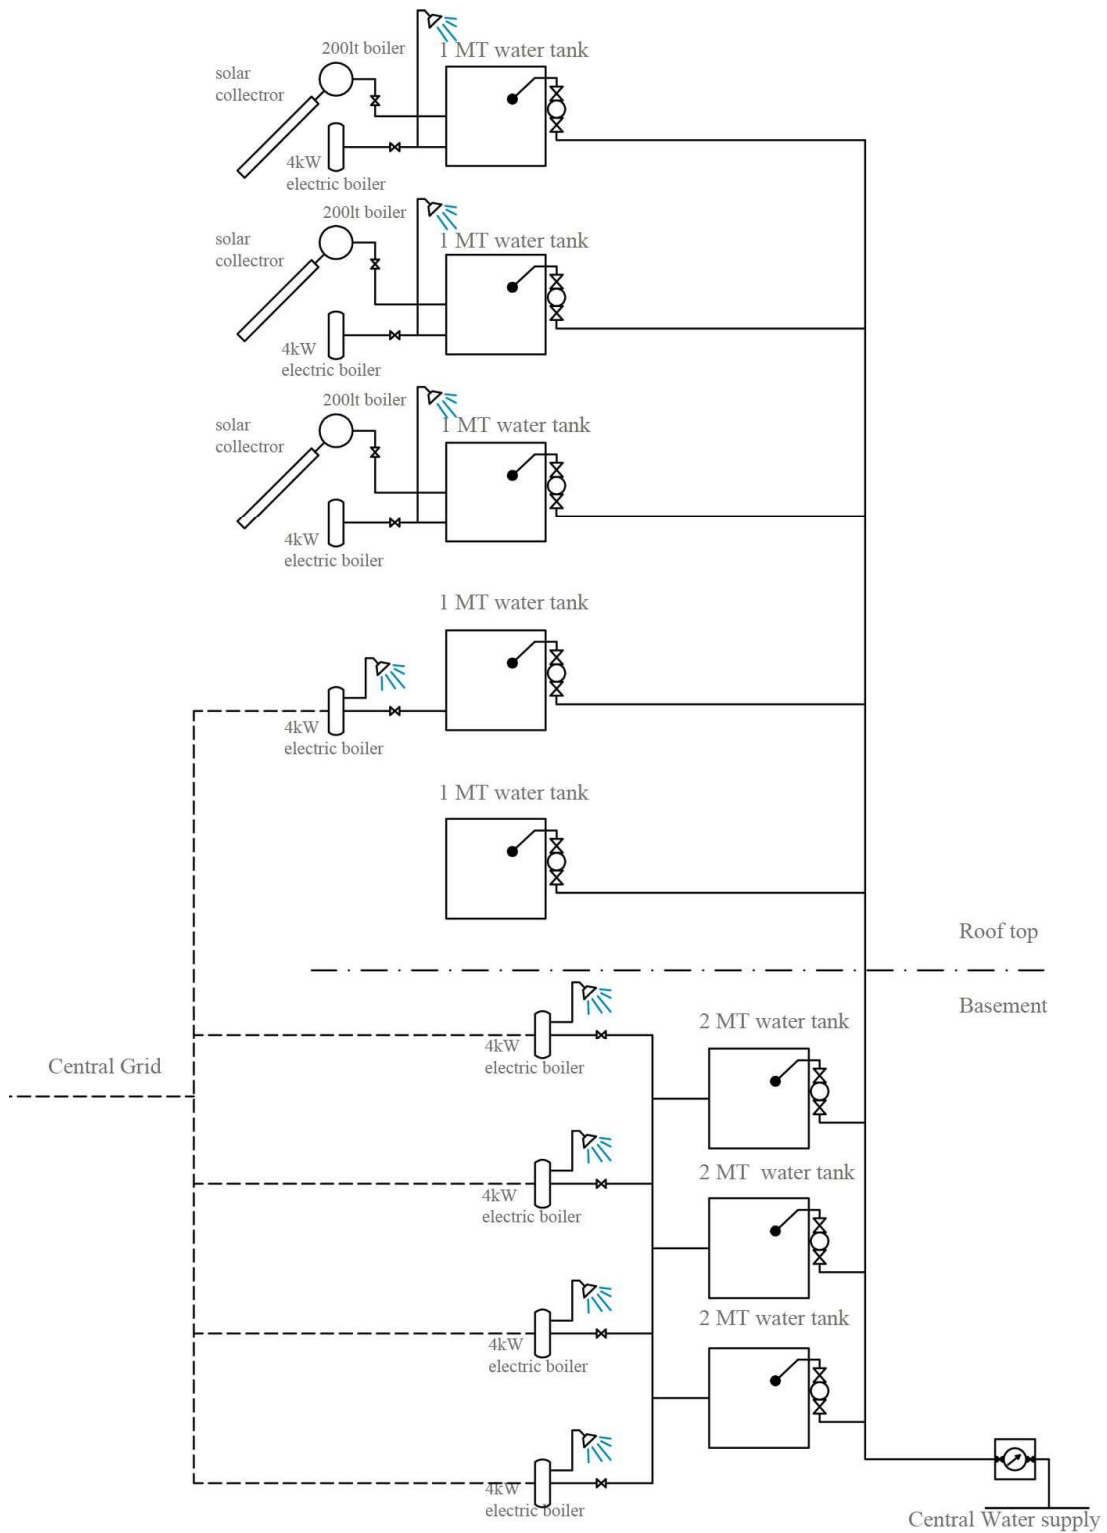 200lt boiler
1 MT water tank
solar
collectror
4kW
electric boiler
200lt boiler
1 MT water tank
solar
collectror
4kW
electric boiler
200lt boiler
1 MT water tank
solar
collectror
4kW
electric boiler
1 MT water tank
4kW
electric boiler
1 MT water tank
Roof top
Basement
2 MT water tank
4kW
electric boiler
Central Grid
2 MT water tank
4kW
electric boiler
2 MT water tank
4kW
electric boiler
4kW
electric boiler
Central Water supply